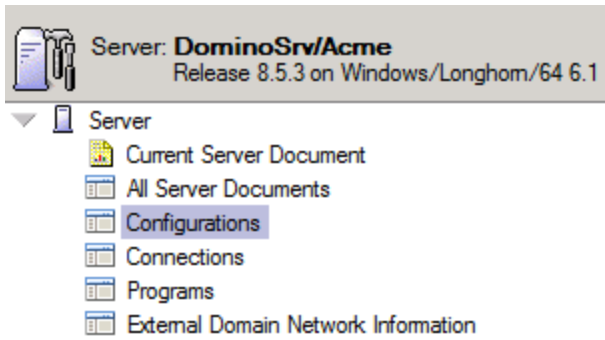 Server: DominoSrv/Acme
Release 8.5.3 on Windows/Longhorn/64 6.1
Server
Current Server Document
All Server Documents
Configurations
Connections
Programs
External Domain Network Information